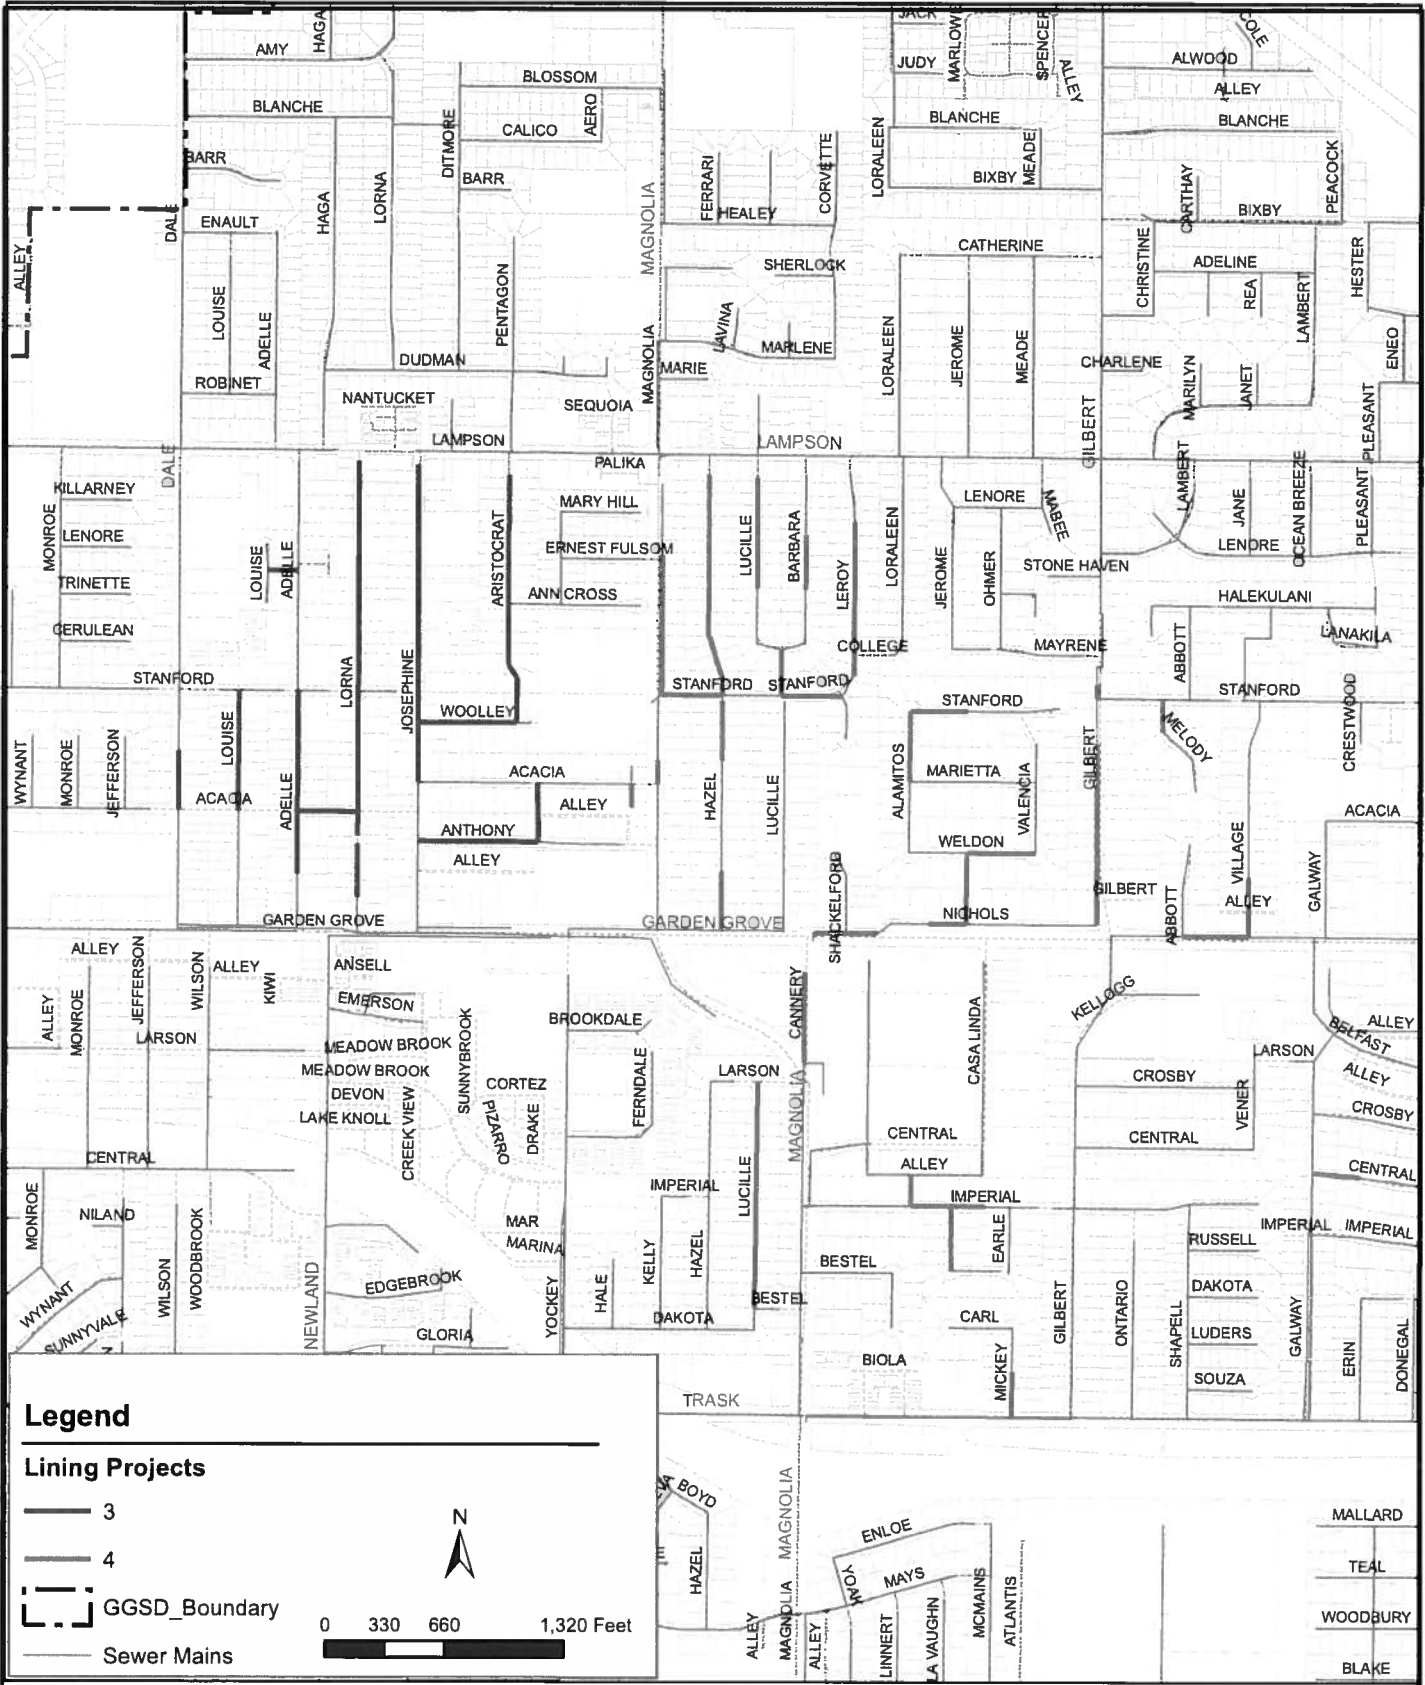 JACK
COLE
HAGA
MARLOWE
SPENCER
AMY
JUDY
ALWOOD
ALLEY
BLOSSOM
ALLEY
BLANCHE
AERO
BLANCHE
BLANCHE
CALICO
DITMORE
LORALEEN
MEADE
BARR
BARR
BIXBY
CARTHAY
PEACOCK
FERRARI
CORVETTE
HAGA
LORNA
HEALEY
BIXBY
DALE
ENAULT
MAGNOLIA
CATHERINE
CHRISTINE
ADELINE
HESTER
ALLEY
SHERLOCK
LOUISE
ADELLE
PENTAGON
LAVINA
REA
LAMBERT
MARLENE
LORALEEN
JEROME
MEADE
ENEO
DUDMAN
MAGNOLIA
MARIE
CHARLENE
MARILYN
JANET
ROBINET
NANTUCKET
SEQUOIA
GILBERT
PLEASANT
LAMPSON
LAMPSON
DALE
PALIKA
LAMBERT
KILLARNEY
MARY HILL
LENORE
MABEE
JANE
OCEAN BREEZE
PLEASANT
MONROE
LENORE
ARISTOCRAT
ERNEST FULSOM
LUCILLE
BARBARA
LORALEEN
LENORE
LOUISE
ADELLE
STONE HAVEN
TRINETTE
ANN CROSS
LEROY
JEROME
OHMER
HALEKULANI
CERULEAN
COLLEGE
MAYRENE
ABBOTT
LANAKILA
STANFORD
LORNA
JOSEPHINE
STANFORD
STANFORD
STANFORD
STANFORD
WOOLLEY
CRESTWOOD
LOUISE
MELODY
WYNANT
MONROE
JEFFERSON
ACACIA
ALAMITOS
MARIETTA
GILBERT
ACACIA
ADELLE
ALLEY
HAZEL
LUCILLE
VALENCIA
ACACIA
ANTHONY
WELDON
VILLAGE
ALLEY
SHACKELFORD
GILBERT
ABBOTT
ALLEY
GALWAY
GARDEN GROVE
GARDEN GROVE
NICHOLS
ALLEY
JEFFERSON
WILSON
ALLEY
KIWI
ANSELL
CANNERY
ALLEY
MONROE
EMERSON
KELLOGG
LARSON
SUNNYBROOK
BROOKDALE
CASA LINDA
ALLEY
BELFAST
MEADOW BROOK
LARSON
MEADOW BROOK
FERNDALE
LARSON
ALLEY
DEVON
CORTEZ
CROSBY
LAKE KNOLL
CREEK VIEW
PIZARRO
DRAKE
MAGNOLIA
VENER
CROSBY
CENTRAL
CENTRAL
CENTRAL
ALLEY
CENTRAL
MONROE
NILAND
IMPERIAL
LUCILLE
IMPERIAL
WOODBROOK
MAR
IMPERIAL
IMPERIAL
WILSON
MARINA
KELLY
HAZEL
EARLE
RUSSELL
BESTEL
WYNANT
EDGEBROOK
HALE
DAKOTA
SUNNYVALE
NEWLAND
YOCKEY
BESTEL
GILBERT
ONTARIO
SHAPELL
GALWAY
GLORIA
DAKOTA
CARL
LUDERS
ERIN
DONEGAL
BIOLA
MICKEY
SOUZA
TRASK
Legend
Lining Projects
3
4
GGSD_Boundary
Sewer Mains
N
0 330 660 1,320 Feet
BOYD
MAGNOLIA
MAGNOLIA
HAZEL
ENLOE
MALLARD
YOAK
MAYS
TEAL
ALLEY
MAGNOLIA
ALLEY
LINNERT
LA VAUGHN
MCMAINS
ATLANTIS
WOODBURY
BLAKE